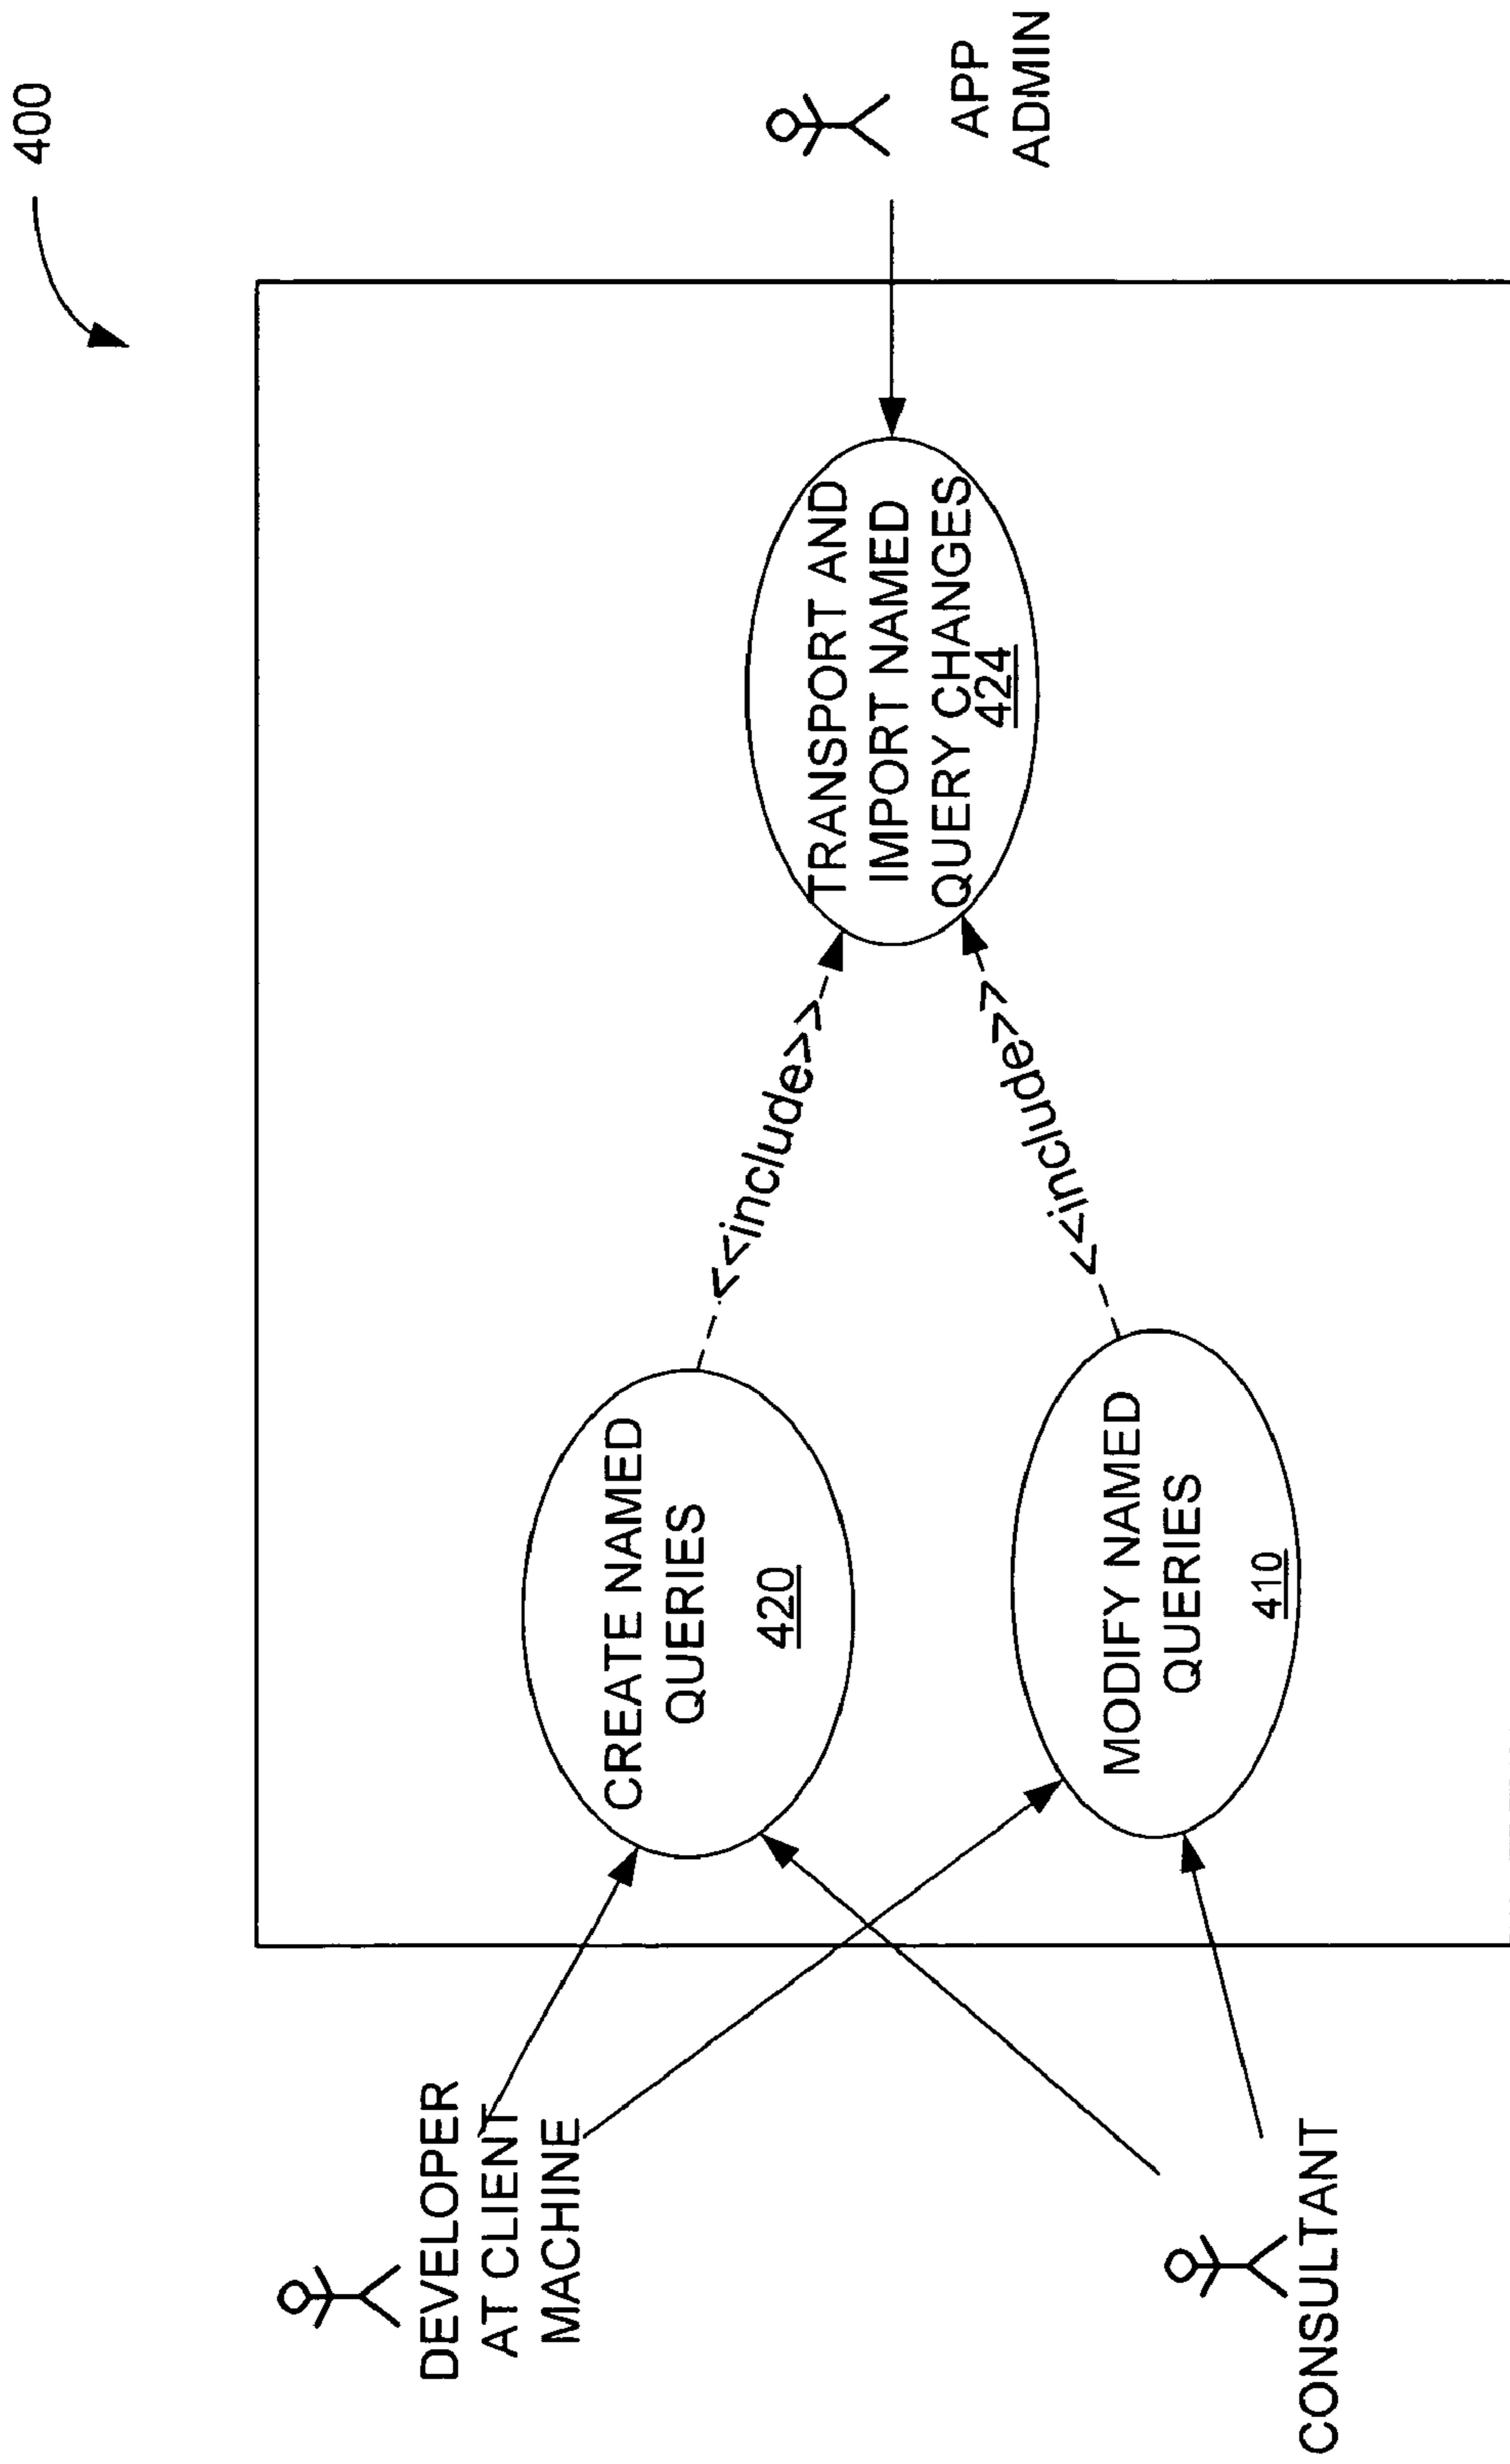 400
DEVELOPER
AT CLIENT
MACHINE
CREATE NAMED
QUERIES
420
<<include>>
TRANSPORT AND
IMPORT NAMED
QUERY CHANGES
424
APP
ADMIN
<<include>>
MODIFY NAMED
QUERIES
410
CONSULTANT